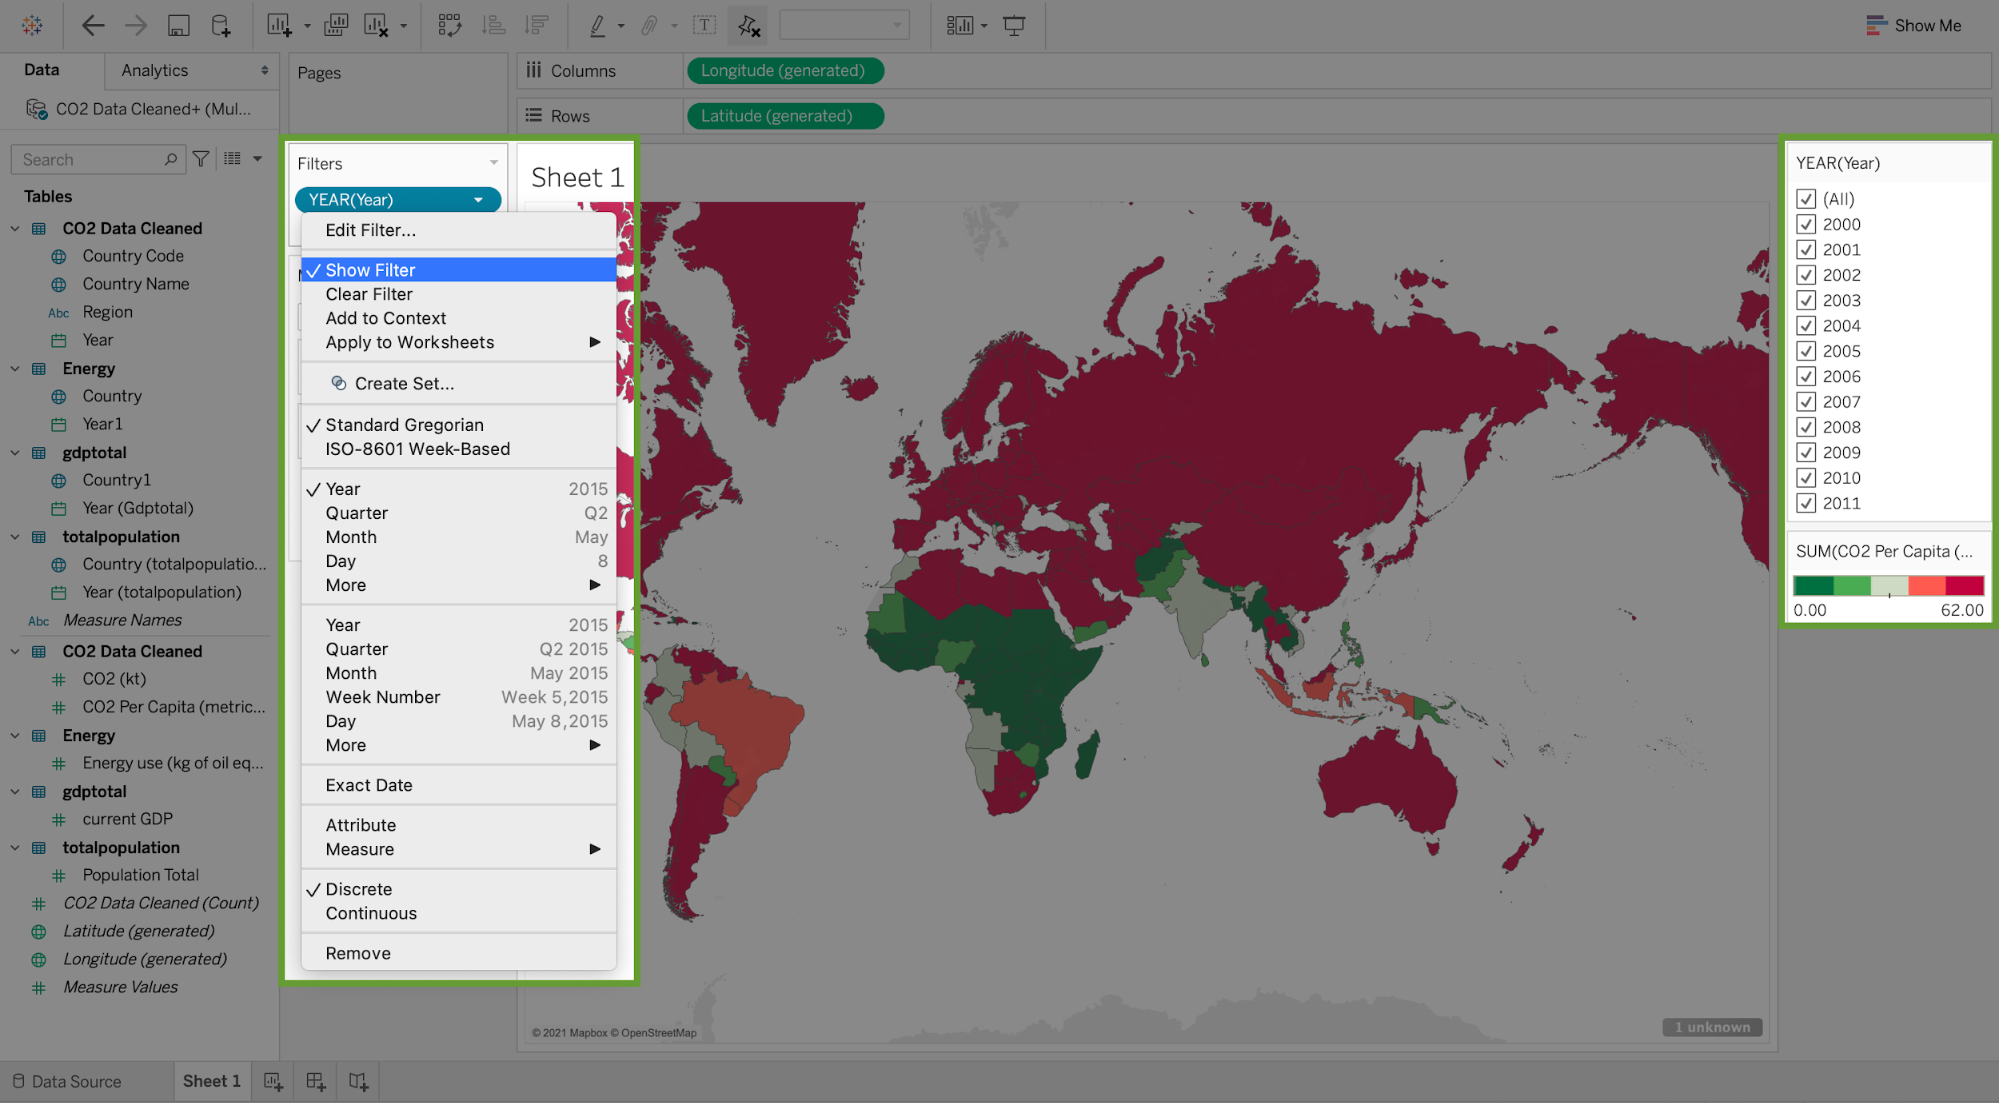 Show Me
Data
Analytics
Pages
Columns
Longitude (generated)
CO2 Data Cleaned+ (Mul...
Rows
Latitude (generated)
Search
Tables
CO2 Data Cleaned
Country Code
Country Name
Abc Region
Year
Energy
Country
Year1
gdptotal
Country1
Year (Gdptotal)
totalpopulation
Country (totalpopulatio...
Year (totalpopulation)
Abc Measure Names
CO2 Data Cleaned
CO2 (kt)
CO2 Per Capita (metric...
Energy
Energy use (kg of oil eq...
gdptotal
current GDP
totalpopulation
Population Total
CO2 Data Cleaned (Count)
Latitude (generated)
Longitude (generated)
Measure Values
Filters
YEAR(Year)
Edit Filter...
Show Filter
Clear Filter
Add to Context
Apply to Worksheets
Create Set...
Standard Gregorian
ISO-8601 Week-Based
Year 2015
Quarter Q2
Month May
Day 8
More
Year 2015
Quarter Q2 2015
Month May 2015
Week Number Week 5,2015
Day May 8,2015
More
Exact Date
Attribute
Measure
Discrete
Continuous
Remove
Sheet 1
© 2021 Mapbox © OpenStreetMap
1 unknown
YEAR(Year)
(All)
2000
2001
2002
2003
2004
2005
2006
2007
2008
2009
2010
2011
SUM(CO2 Per Capita (...
0.00 62.00
Data Source
Sheet 1